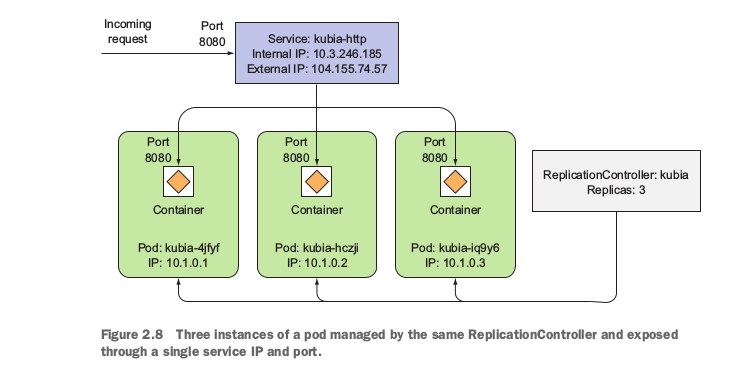 Incoming
request
Port
8080
Service: kubia-http
Internal IP: 10.3.246.185
External IP: 104.155.74.57
Port
8080
Container
Pod: kubia-4jfyf
IP: 10.1.0.1
Port
8080
Container
Pod: kubia-hczji
IP: 10.1.0.2
Port
8080
Container
Pod: kubia-iq9y6
IP: 10.1.0.3
ReplicationController: kubia
Replicas: 3
Figure 2.8 Three instances of a pod managed by the same ReplicationController and exposed
through a single service IP and port.